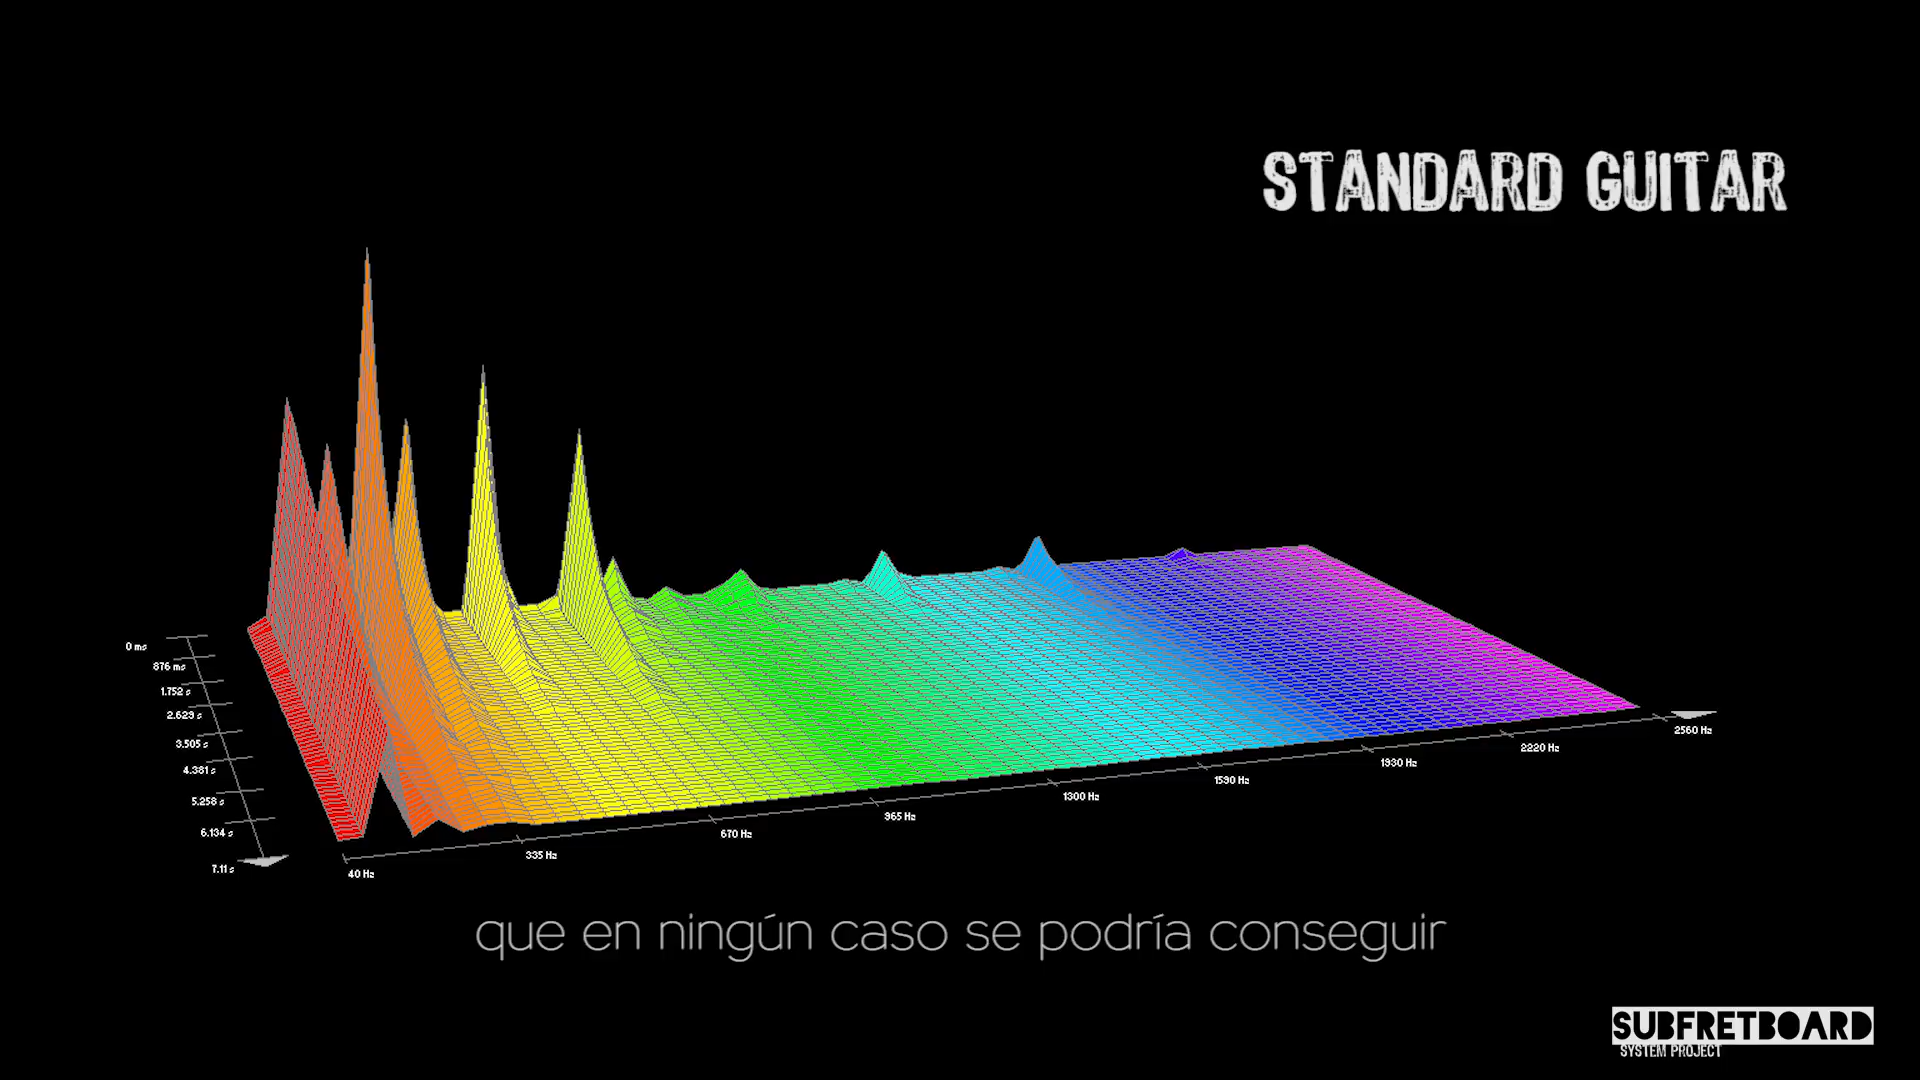 STANDARD GUITAR
0 ms
876 ms
1.752 s
2.629 s
3.505 s
4.381 s
5.258 s
6.134 s
7.11 s
40 Hz
335 Hz
670 Hz
965 Hz
1300 Hz
1590 Hz
1930 Hz
2220 Hz
2560 Hz
que en ningún caso se podría conseguir
SUBFRETBOARD
SYSTEM PROJECT